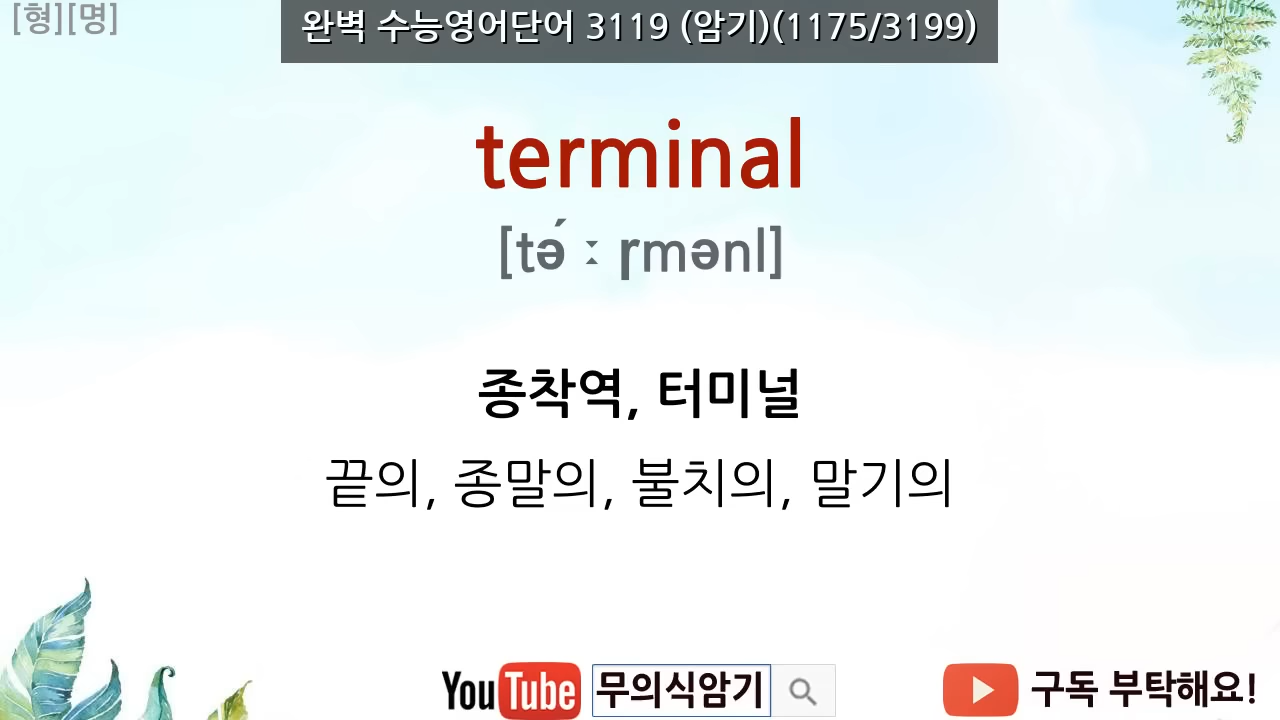 [형][명]
완벽 수능영어단어 3119 (암기)(1175/3199)
terminal
[tə́ːɼmənl]
종착역, 터미널
끝의, 종말의, 불치의, 말기의
YouTube 무의식암기
구독 부탁해요!